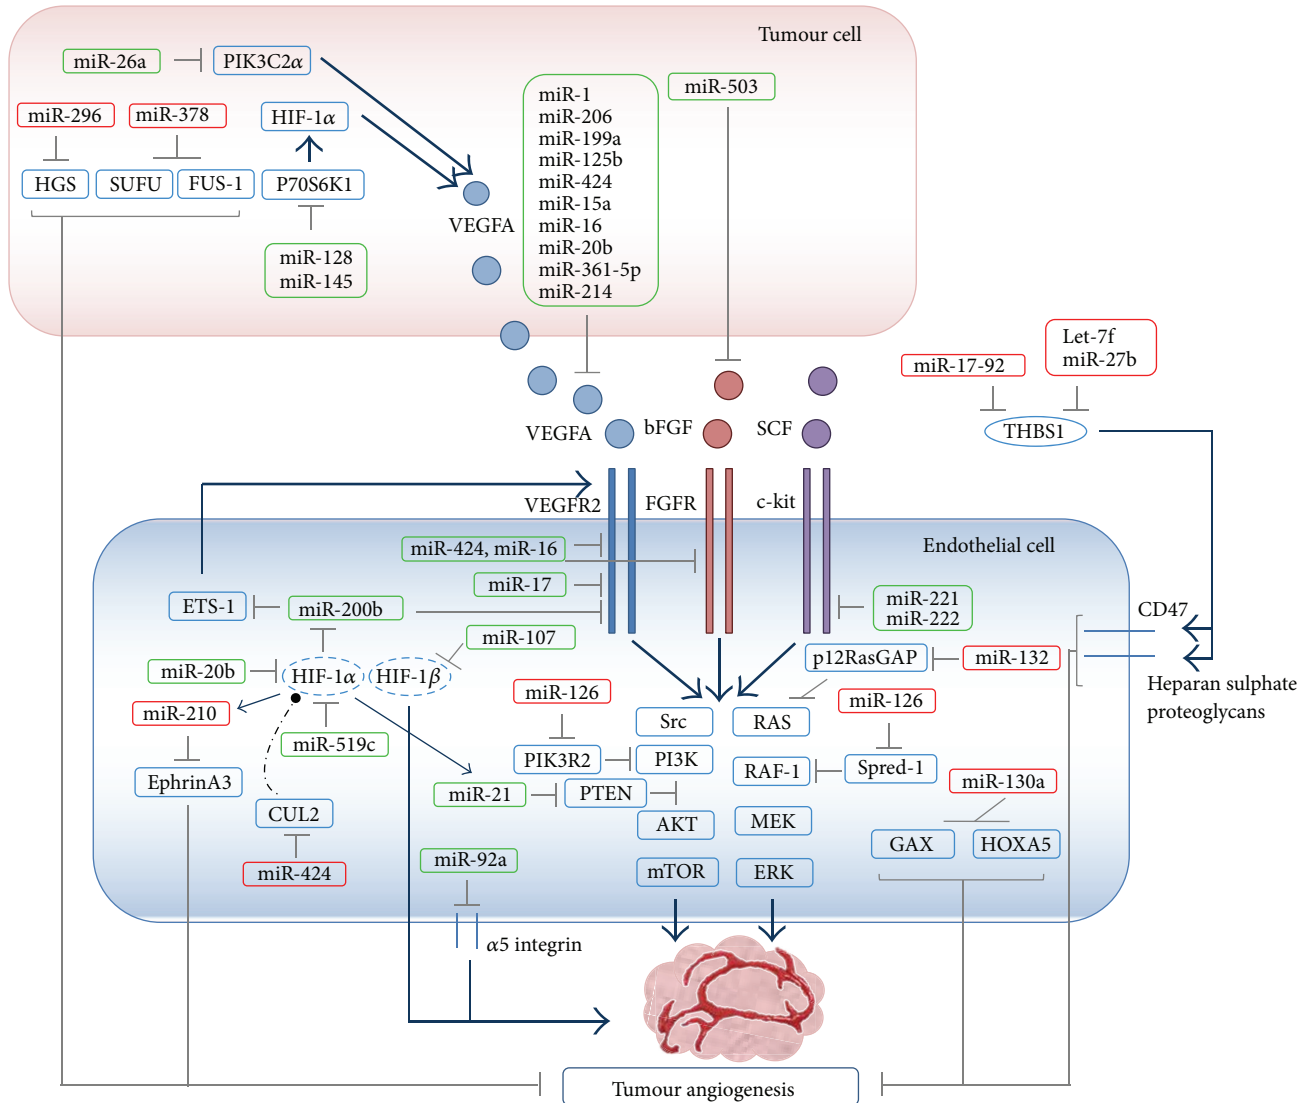 Tumour cell
miR-26a
PIK3C2α
miR-503
miR-1
miR-206
miR-199a
miR-125b
miR-424
miR-15a
miR-16
miR-20b
miR-361-5p
miR-214
miR-296
miR-378
HIF-1α
HGS
SUFU
FUS-1
P70S6K1
VEGFA
miR-128
miR-145
Let-7f
miR-27b
miR-17-92
THBS1
VEGFA
bFGF
SCF
VEGFR2
FGFR
c-kit
Endothelial cell
miR-424, miR-16
miR-17
ETS-1
miR-200b
miR-221
miR-222
CD47
miR-107
p12RasGAP
miR-132
miR-20b
HIF-1α
HIF-1β
Heparan sulphate
proteoglycans
miR-126
miR-126
miR-210
Src
RAS
miR-519c
PIK3R2
PI3K
RAF-1
Spred-1
EphrinA3
miR-130a
miR-21
PTEN
CUL2
AKT
MEK
GAX
HOXA5
miR-92a
miR-424
mTOR
ERK
α5 integrin
Tumour angiogenesis